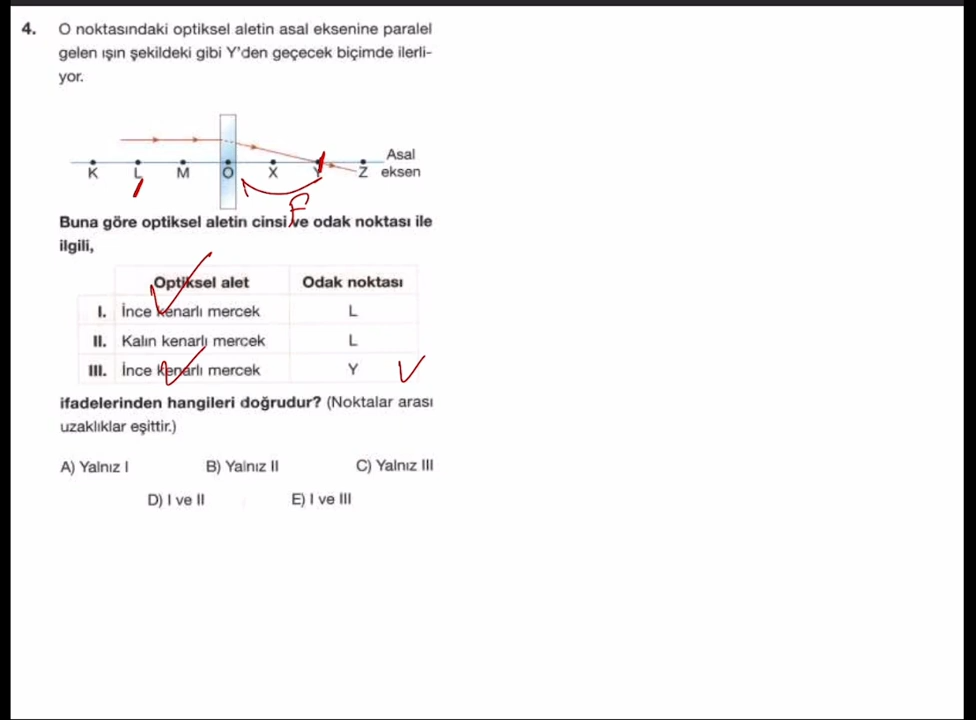 4. O noktasındaki optiksel aletin asal eksenine paralel
gelen ışın şekildeki gibi Y'den geçecek biçimde ilerli-
yor.
Asal
K L M O X Y Z eksen
F
Buna göre optiksel aletin cinsi ve odak noktası ile
ilgili,
Optiksel alet Odak noktası
I. İnce kenarlı mercek L
II. Kalın kenarlı mercek L
III. İnce kenarlı mercek Y
ifadelerinden hangileri doğrudur? (Noktalar arası
uzaklıklar eşittir.)
A) Yalnız I B) Yalnız II C) Yalnız III
D) I ve II E) I ve III